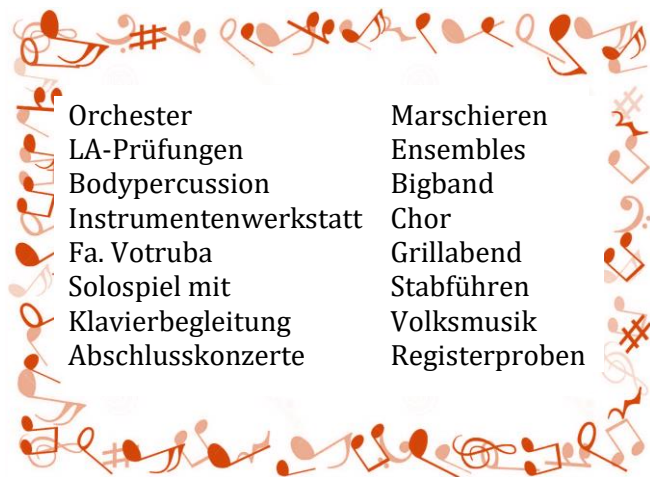 Orchester
LA-Prüfungen
Bodypercussion
Instrumentenwerkstatt
Fa. Votruba
Solospiel mit
Klavierbegleitung
Abschlusskonzerte
Marschieren
Ensembles
Bigband
Chor
Grillabend
Stabführen
Volksmusik
Registerproben